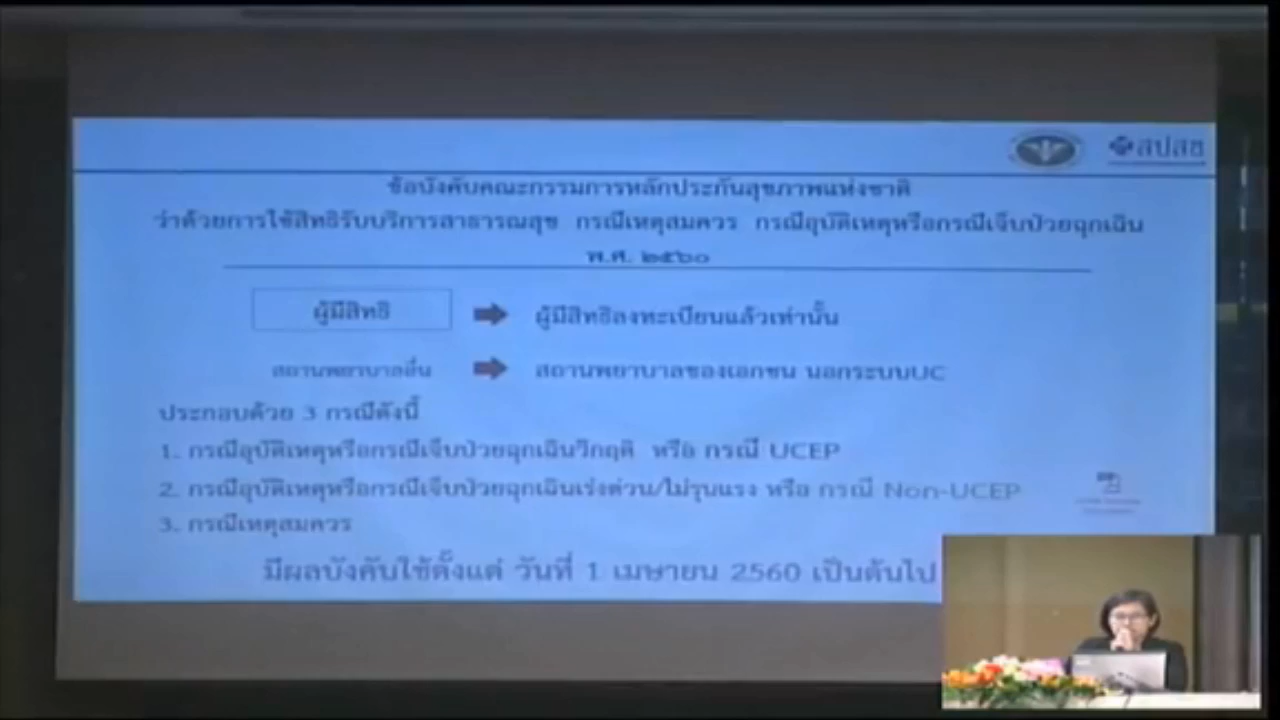 สปสช
ข้อบังคับคณะกรรมการหลักประกันสุขภาพแห่งชาติ
ว่าด้วยการใช้สิทธิรับบริการสาธารณสุข กรณีเหตุสมควร กรณีอุบัติเหตุหรือกรณีเจ็บป่วยฉุกเฉิน
พ.ศ. ๒๕๖๐
ผู้มีสิทธิ ผู้มีสิทธิลงทะเบียนแล้วเท่านั้น
สถานพยาบาลอื่น สถานพยาบาลของเอกชน นอกระบบUC
ประกอบด้วย 3 กรณีดังนี้
1. กรณีอุบัติเหตุหรือกรณีเจ็บป่วยฉุกเฉินวิกฤติ หรือ กรณี UCEP
2. กรณีอุบัติเหตุหรือกรณีเจ็บป่วยฉุกเฉินเร่งด่วน/ไม่รุนแรง หรือ กรณี Non-UCEP
3. กรณีเหตุสมควร
มีผลบังคับใช้ตั้งแต่ วันที่ 1 เมษายน 2560 เป็นต้นไป